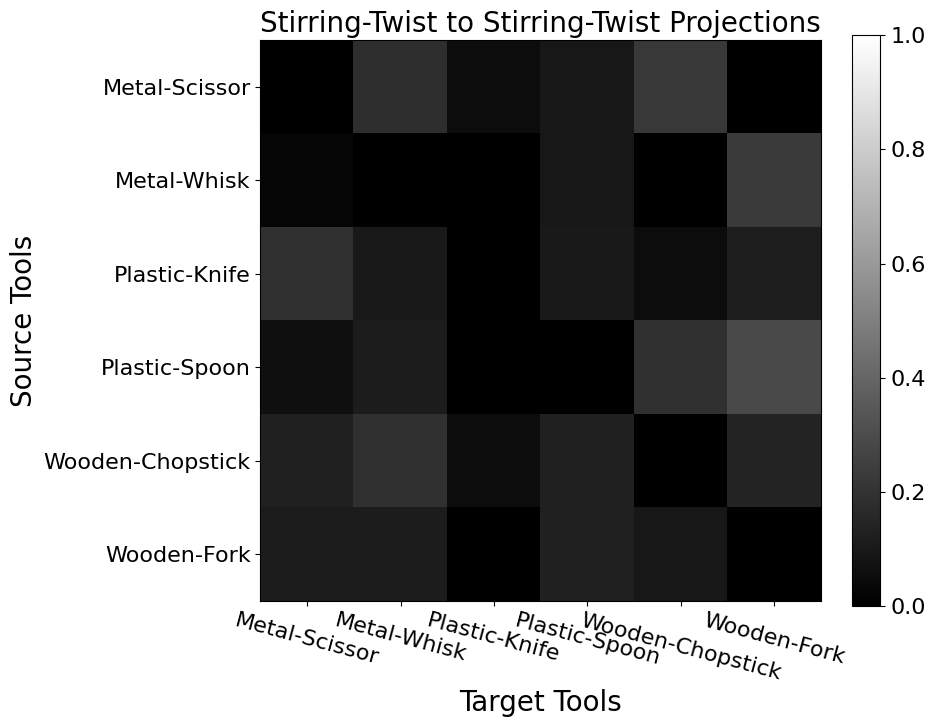 Stirring-Twist to Stirring-Twist Projections
Source Tools
Metal-Scissor
Metal-Whisk
Plastic-Knife
Plastic-Spoon
Wooden-Chopstick
Wooden-Fork
Metal-Scissor
Metal-Whisk
Plastic-Knife
Plastic-Spoon
Wooden-Chopstick
Wooden-Fork
Target Tools
1.0
0.8
0.6
0.4
0.2
0.0